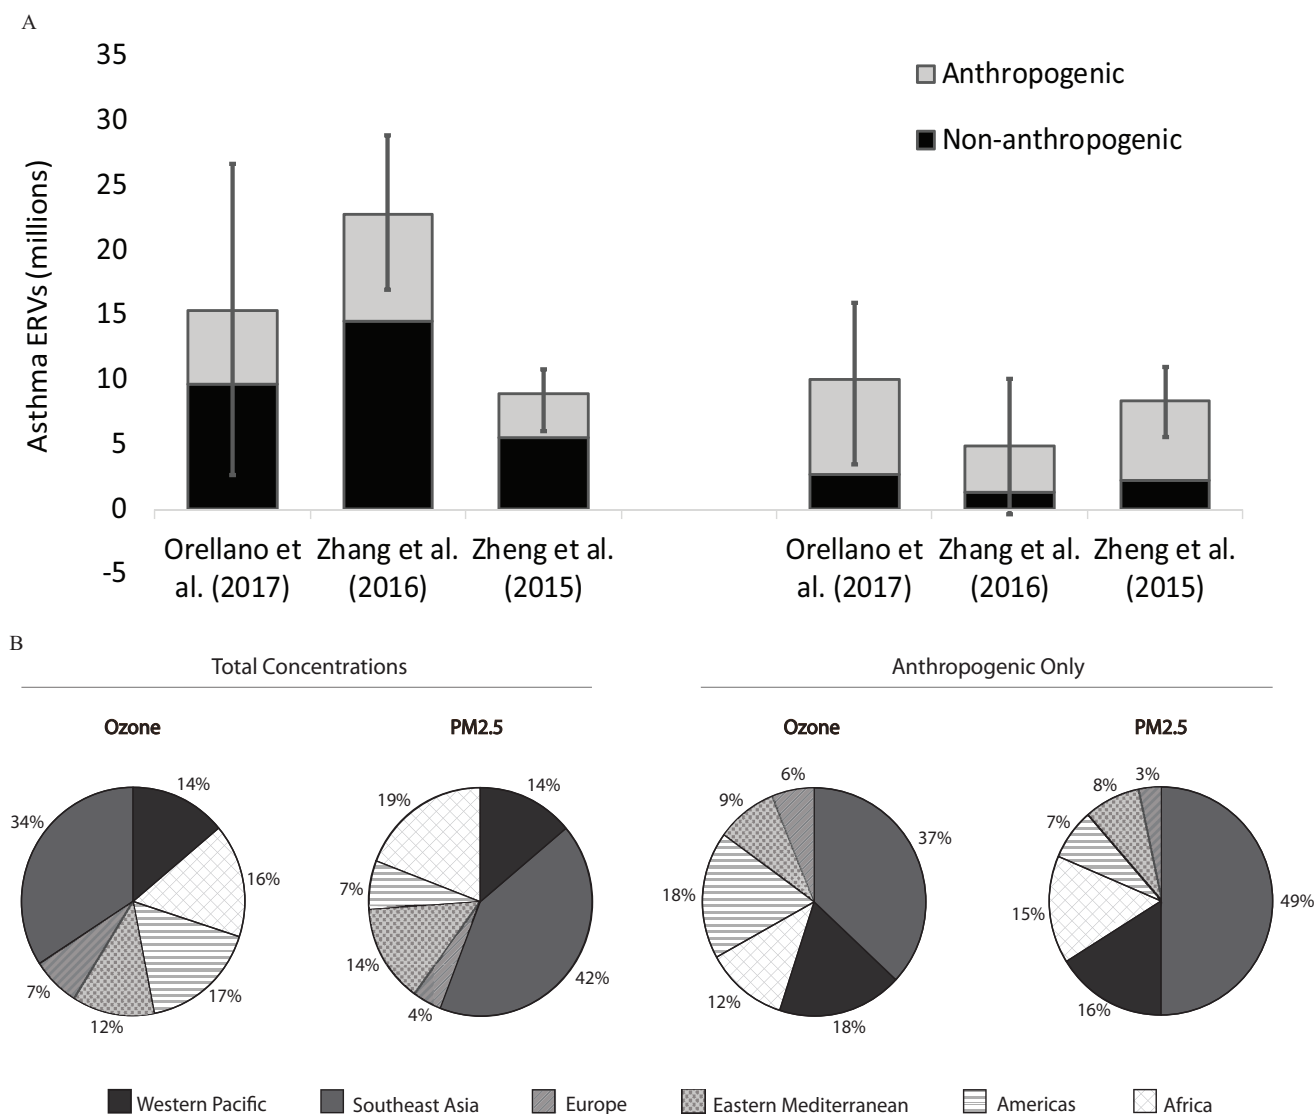 A
35
30
25
20
15
10
5
0
-5
Asthma ERVs (millions)
Anthropogenic
Non-anthropogenic
Orellano et al. (2017)
Zhang et al. (2016)
Zheng et al. (2015)
Orellano et al. (2017)
Zhang et al. (2016)
Zheng et al. (2015)
B
Total Concentrations
Anthropogenic Only
Ozone
PM2.5
Ozone
PM2.5
14%
16%
17%
12%
7%
34%
14%
42%
4%
14%
7%
19%
37%
18%
12%
18%
9%
6%
49%
16%
15%
7%
8%
3%
Western Pacific
Southeast Asia
Europe
Eastern Mediterranean
Americas
Africa